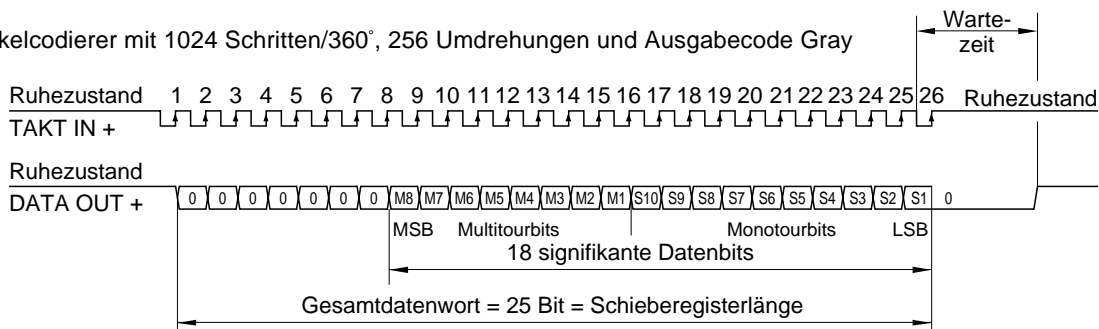 Warte-
zeit
kelcodierer mit 1024 Schritten/360°, 256 Umdrehungen und Ausgabecode Gray
Ruhezustand 1 2 3 4 5 6 7 8 9 10 11 12 13 14 15 16 17 18 19 20 21 22 23 24 25 26 Ruhezustand
TAKT IN +
Ruhezustand
DATA OUT + 0 0 0 0 0 0 0 M8 M7 M6 M5 M4 M3 M2 M1 S10 S9 S8 S7 S6 S5 S4 S3 S2 S1 0
MSB Multitourbits Monotourbits LSB
18 signifikante Datenbits
Gesamtdatenwort = 25 Bit = Schieberegisterlänge